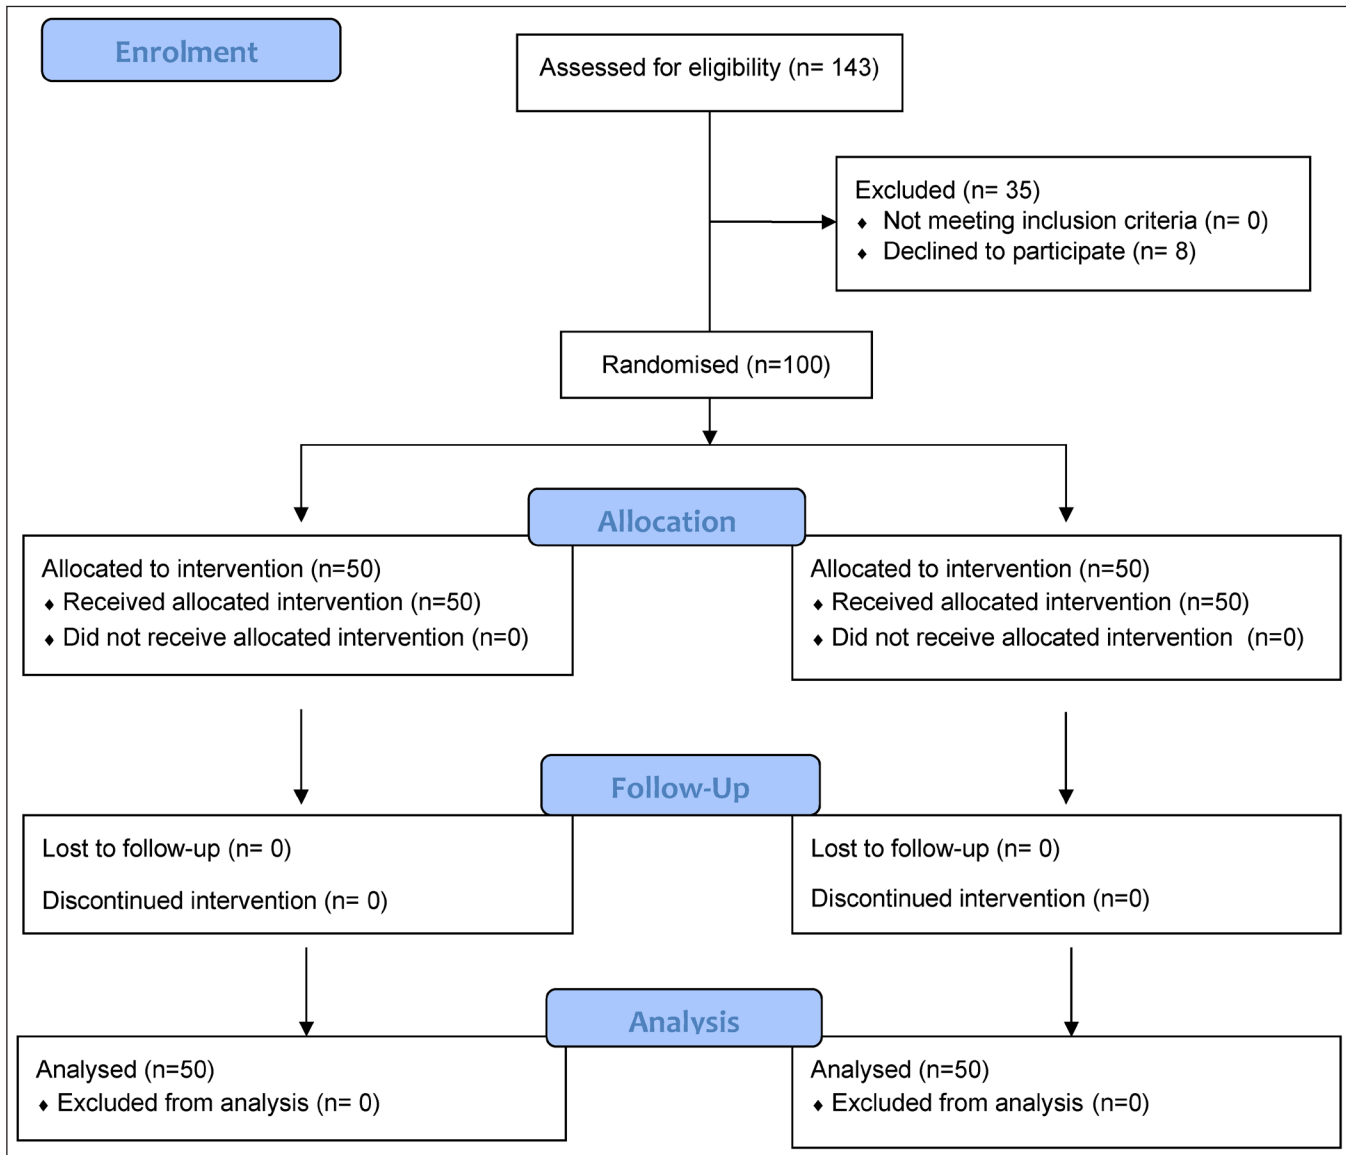 Enrolment
Assessed for eligibility (n= 143)
Excluded (n= 35)
♦ Not meeting inclusion criteria (n= 0)
♦ Declined to participate (n= 8)
Randomised (n=100)
Allocation
Allocated to intervention (n=50)
♦ Received allocated intervention (n=50)
♦ Did not receive allocated intervention (n=0)
Allocated to intervention (n=50)
♦ Received allocated intervention (n=50)
♦ Did not receive allocated intervention (n=0)
Follow-Up
Lost to follow-up (n= 0)
Discontinued intervention (n= 0)
Lost to follow-up (n= 0)
Discontinued intervention (n=0)
Analysis
Analysed (n=50)
♦ Excluded from analysis (n= 0)
Analysed (n=50)
♦ Excluded from analysis (n=0)